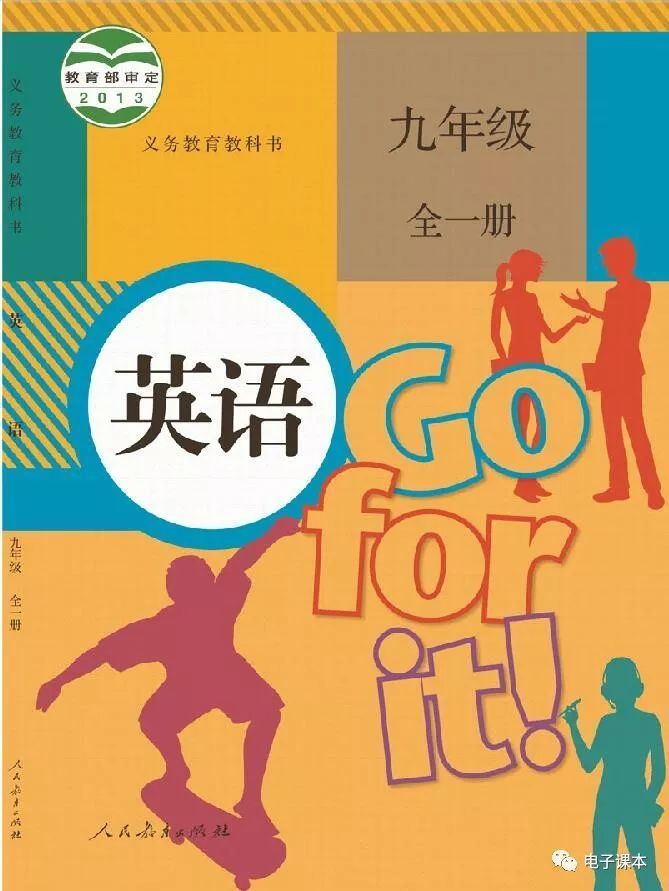 教育部审定
2013
义务教育教科书
九年级
全一册
英语
Go
for
it!
人民教育出版社
义务教育教科书
英
语
九年级 全一册
人民教育出版社
电子课本